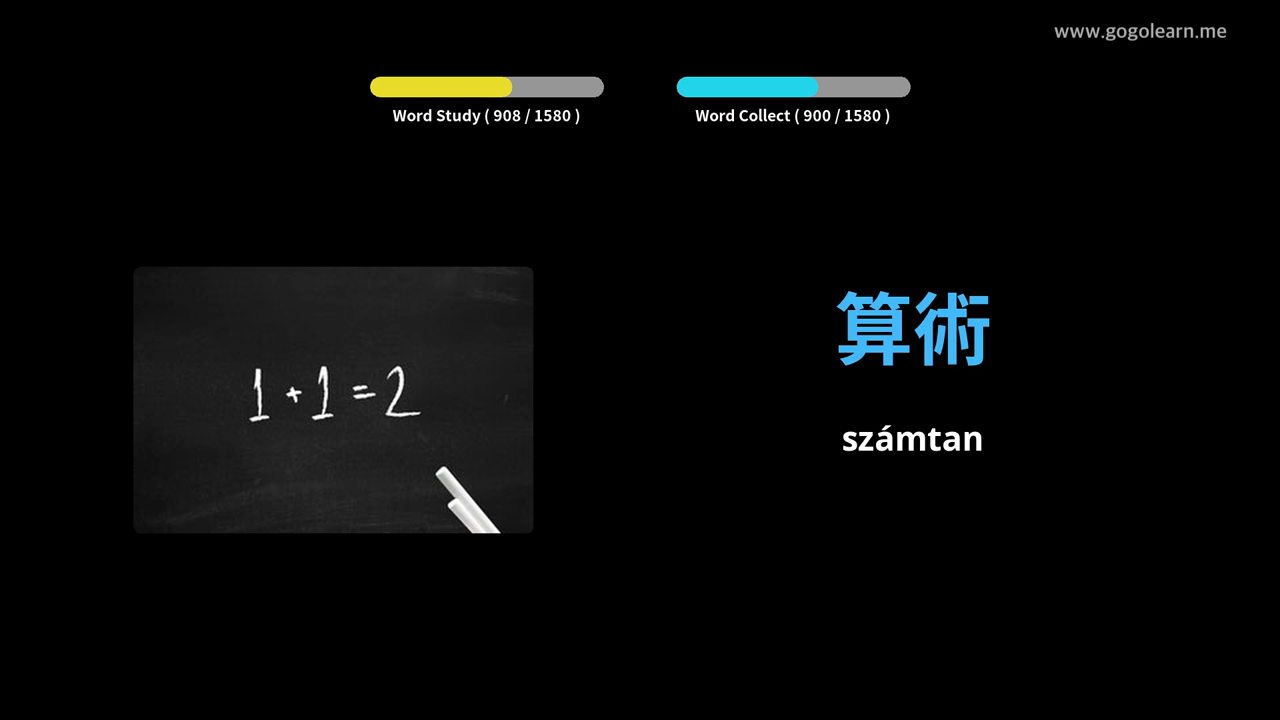 www.gogolearn.me
Word Study ( 908 / 1580 )
Word Collect ( 900 / 1580 )
1 + 1 = 2
算術
számtan